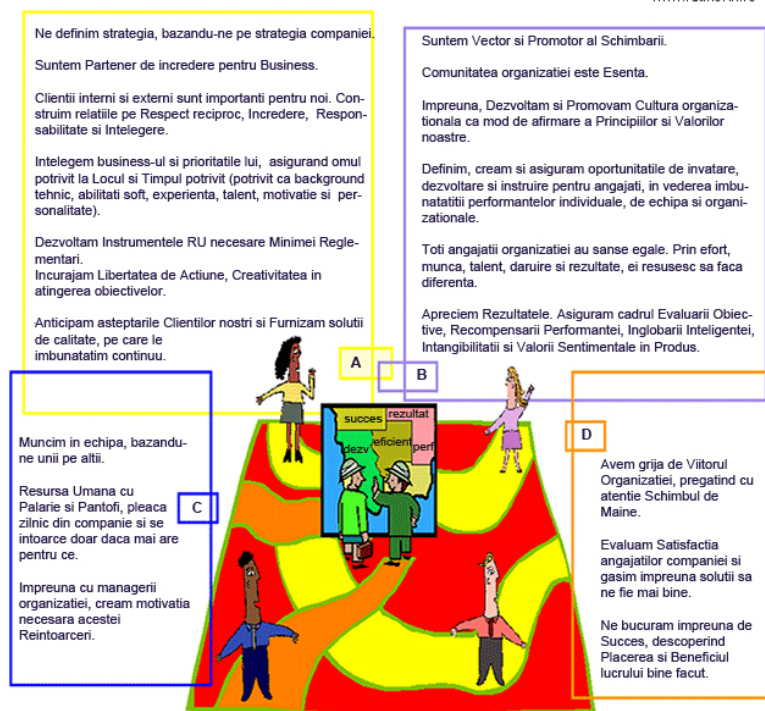 Ne definim strategia, bazandu-ne pe strategia companiei.
Suntem Partener de incredere pentru Business.
Clientii interni si externi sunt importanti pentru noi. Con-
struim relatiile pe Respect reciproc, Incredere, Respon-
sabilitate si Intelegere.
Intelegem business-ul si prioritatile lui, asigurand omul
potrivit la Locul si Timpul potrivit (potrivit ca background
tehnic, abilitati soft, experienta, talent, motivatie si per-
sonalitate).
Dezvoltam Instrumentele RU necesare Minimei Regle-
mentari.
Incurajam Libertatea de Actiune, Creativitatea in
atingerea obiectivelor.
Anticipam asteptarile Clientilor nostri si Furnizam solutii
de calitate, pe care le
imbunatatim continuu.
A
Suntem Vector si Promotor al Schimbarii.
Comunitatea organizatiei este Esenta.
Impreuna, Dezvoltam si Promovam Cultura organiza-
tionala ca mod de afirmare a Principiilor si Valorilor
noastre.
Definim, cream si asiguram oportunitatile de invatare,
dezvoltare si instruire pentru angajati, in vederea imbu-
natatitii performantelor individuale, de echipa si organi-
zationale.
Toti angajatii organizatiei au sanse egale. Prin efort,
munca, talent, daruire si rezultate, ei resusesc sa faca
diferenta.
Apreciem Rezultatele. Asiguram cadrul Evaluarii Obiec-
tive, Recompensarii Performantei, Inglobarii Inteligentei,
Intangibilitatii si Valorii Sentimentale in Produs.
B
succes
rezultat
dezv
eficient
perf
Muncim in echipa, bazandu-
ne unii pe altii.
Resursa Umana cu
Palarie si Pantofi, pleaca
zilnic din companie si se
intoarce doar daca mai are
pentru ce.
Impreuna cu managerii
organizatiei, cream motivatia
necesara acestei
Reintoarceri.
C
D
Avem grija de Viitorul
Organizatiei, pregatind cu
atentie Schimbul de
Maine.
Evaluam Satisfactia
angajatilor companiei si
gasim impreuna solutii sa
ne fie mai bine.
Ne bucuram impreuna de
Succes, descoperind
Placerea si Beneficiul
lucrului bine facut.